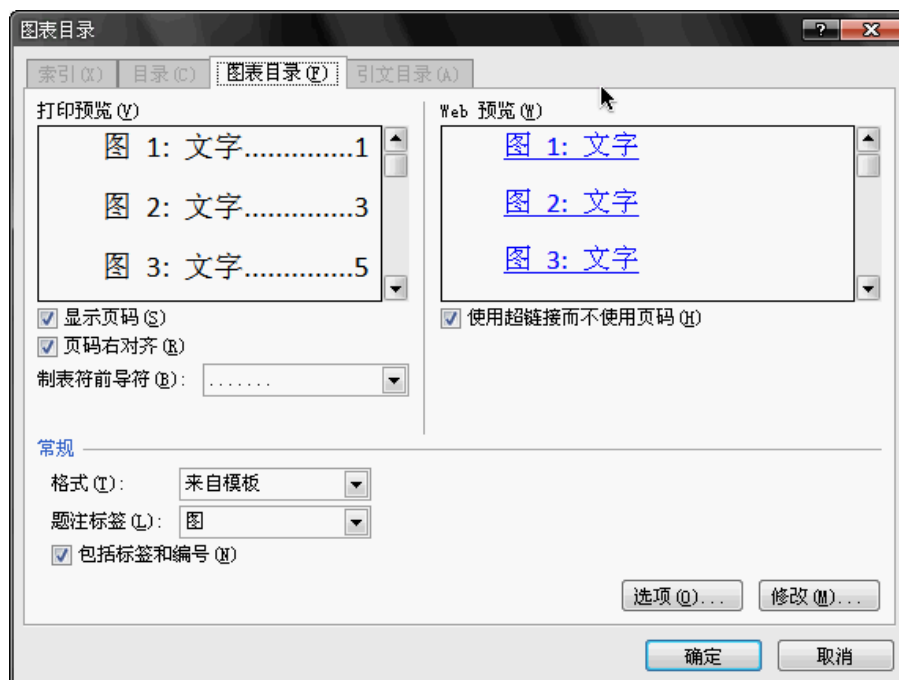 图表目录
索引(X) 目录(C) 图表目录(F) 引文目录(A)
打印预览(V)
图 1: 文字..............1
图 2: 文字..............3
图 3: 文字..............5
Web 预览(W)
图 1: 文字
图 2: 文字
图 3: 文字
显示页码(S)
页码右对齐(R)
制表符前导符(B): .......
使用超链接而不使用页码(H)
常规
格式(T): 来自模板
题注标签(L): 图
包括标签和编号(N)
选项(O)... 修改(M)...
确定 取消